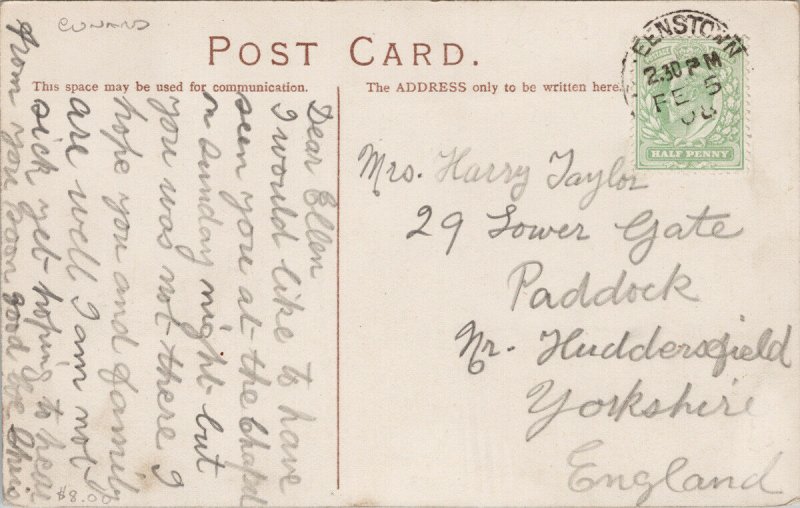 CUNARD
POST CARD.
This space may be used for communication.
The ADDRESS only to be written here.
EENSTOWN
2.30 PM
FE 5
HALF PENNY
Dear Ellen
I would like to have
seen you at the Chapel
on Sunday night but
you was not there I
hope you and family
are well I am not
sick yet hoping to hear
from you soon good bye Chris
Mrs. Harry Taylor
29 Lower Gate
Paddock
Nr. Huddersfield
Yorkshire
England
$8.00